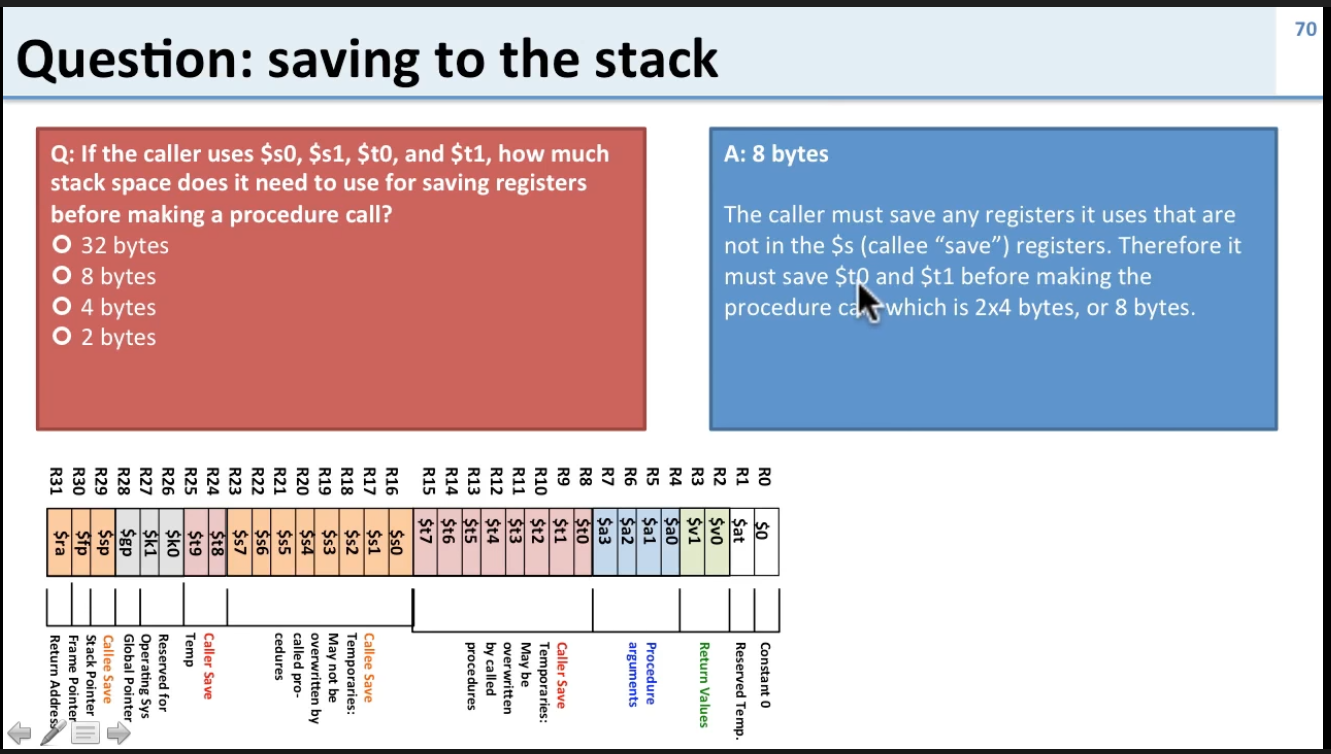 70
Question: saving to the stack
Q: If the caller uses $s0, $s1, $t0, and $t1, how much
stack space does it need to use for saving registers
before making a procedure call?
32 bytes
8 bytes
4 bytes
2 bytes
A: 8 bytes
The caller must save any registers it uses that are
not in the $s (callee “save”) registers. Therefore it
must save $t0 and $t1 before making the
procedure which is 2x4 bytes, or 8 bytes.
R31 R30 R29 R28 R27 R26 R25 R24 R23 R22 R21 R20 R19 R18 R17 R16 R15 R14 R13 R12 R11 R10 R9 R8 R7 R6 R5 R4 R3 R2 R1 R0
$ra $fp $sp $gp $k1 $k0 $t9 $t8 $s7 $s6 $s5 $s4 $s3 $s2 $s1 $s0 $t7 $t6 $t5 $t4 $t3 $t2 $t1 $t0 $a3 $a2 $a1 $a0 $v1 $v0 $at $0
Return Address
Frame Pointer
Stack Pointer
Callee Save
Global Pointer
Operating Sys
Reserved for
Temp
Caller Save
Callee Save
Temporaries:
May not be
overwritten by
called pro-
cedures
Caller Save
Temporaries:
May be
overwritten
by called
procedures
Procedure
arguments
Return Values
Reserved Temp.
Constant 0